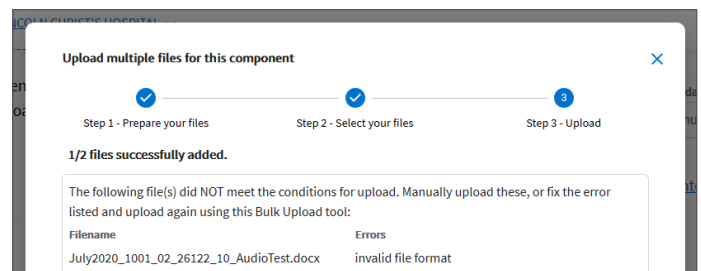 LN CHRIST'S HOSPITAL
Upload multiple files for this component
3
Step 1 - Prepare your files
Step 2 - Select your files
Step 3 - Upload
1/2 files successfully added.
The following file(s) did NOT meet the conditions for upload. Manually upload these, or fix the error
listed and upload again using this Bulk Upload tool:
Filename Errors
July2020_1001_02_26122_10_AudioTest.docx invalid file format